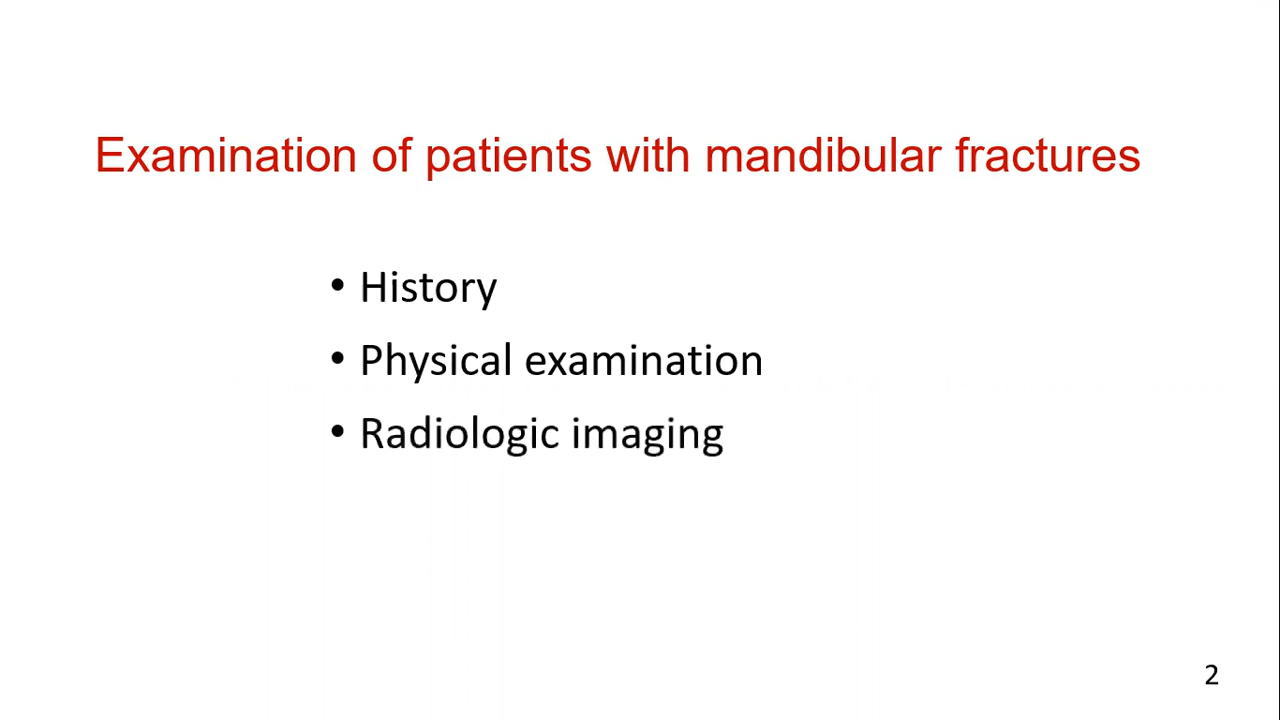 Examination of patients with mandibular fractures
• History
• Physical examination
• Radiologic imaging
2